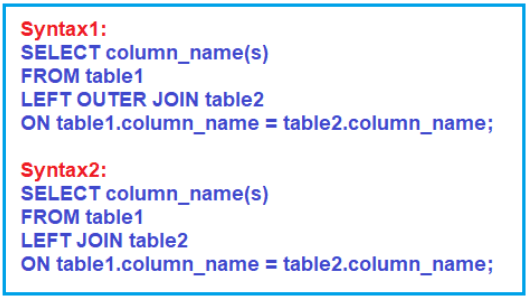 Syntax1:
SELECT column_name(s)
FROM table1
LEFT OUTER JOIN table2
ON table1.column_name = table2.column_name;
Syntax2:
SELECT column_name(s)
FROM table1
LEFT JOIN table2
ON table1.column_name = table2.column_name;